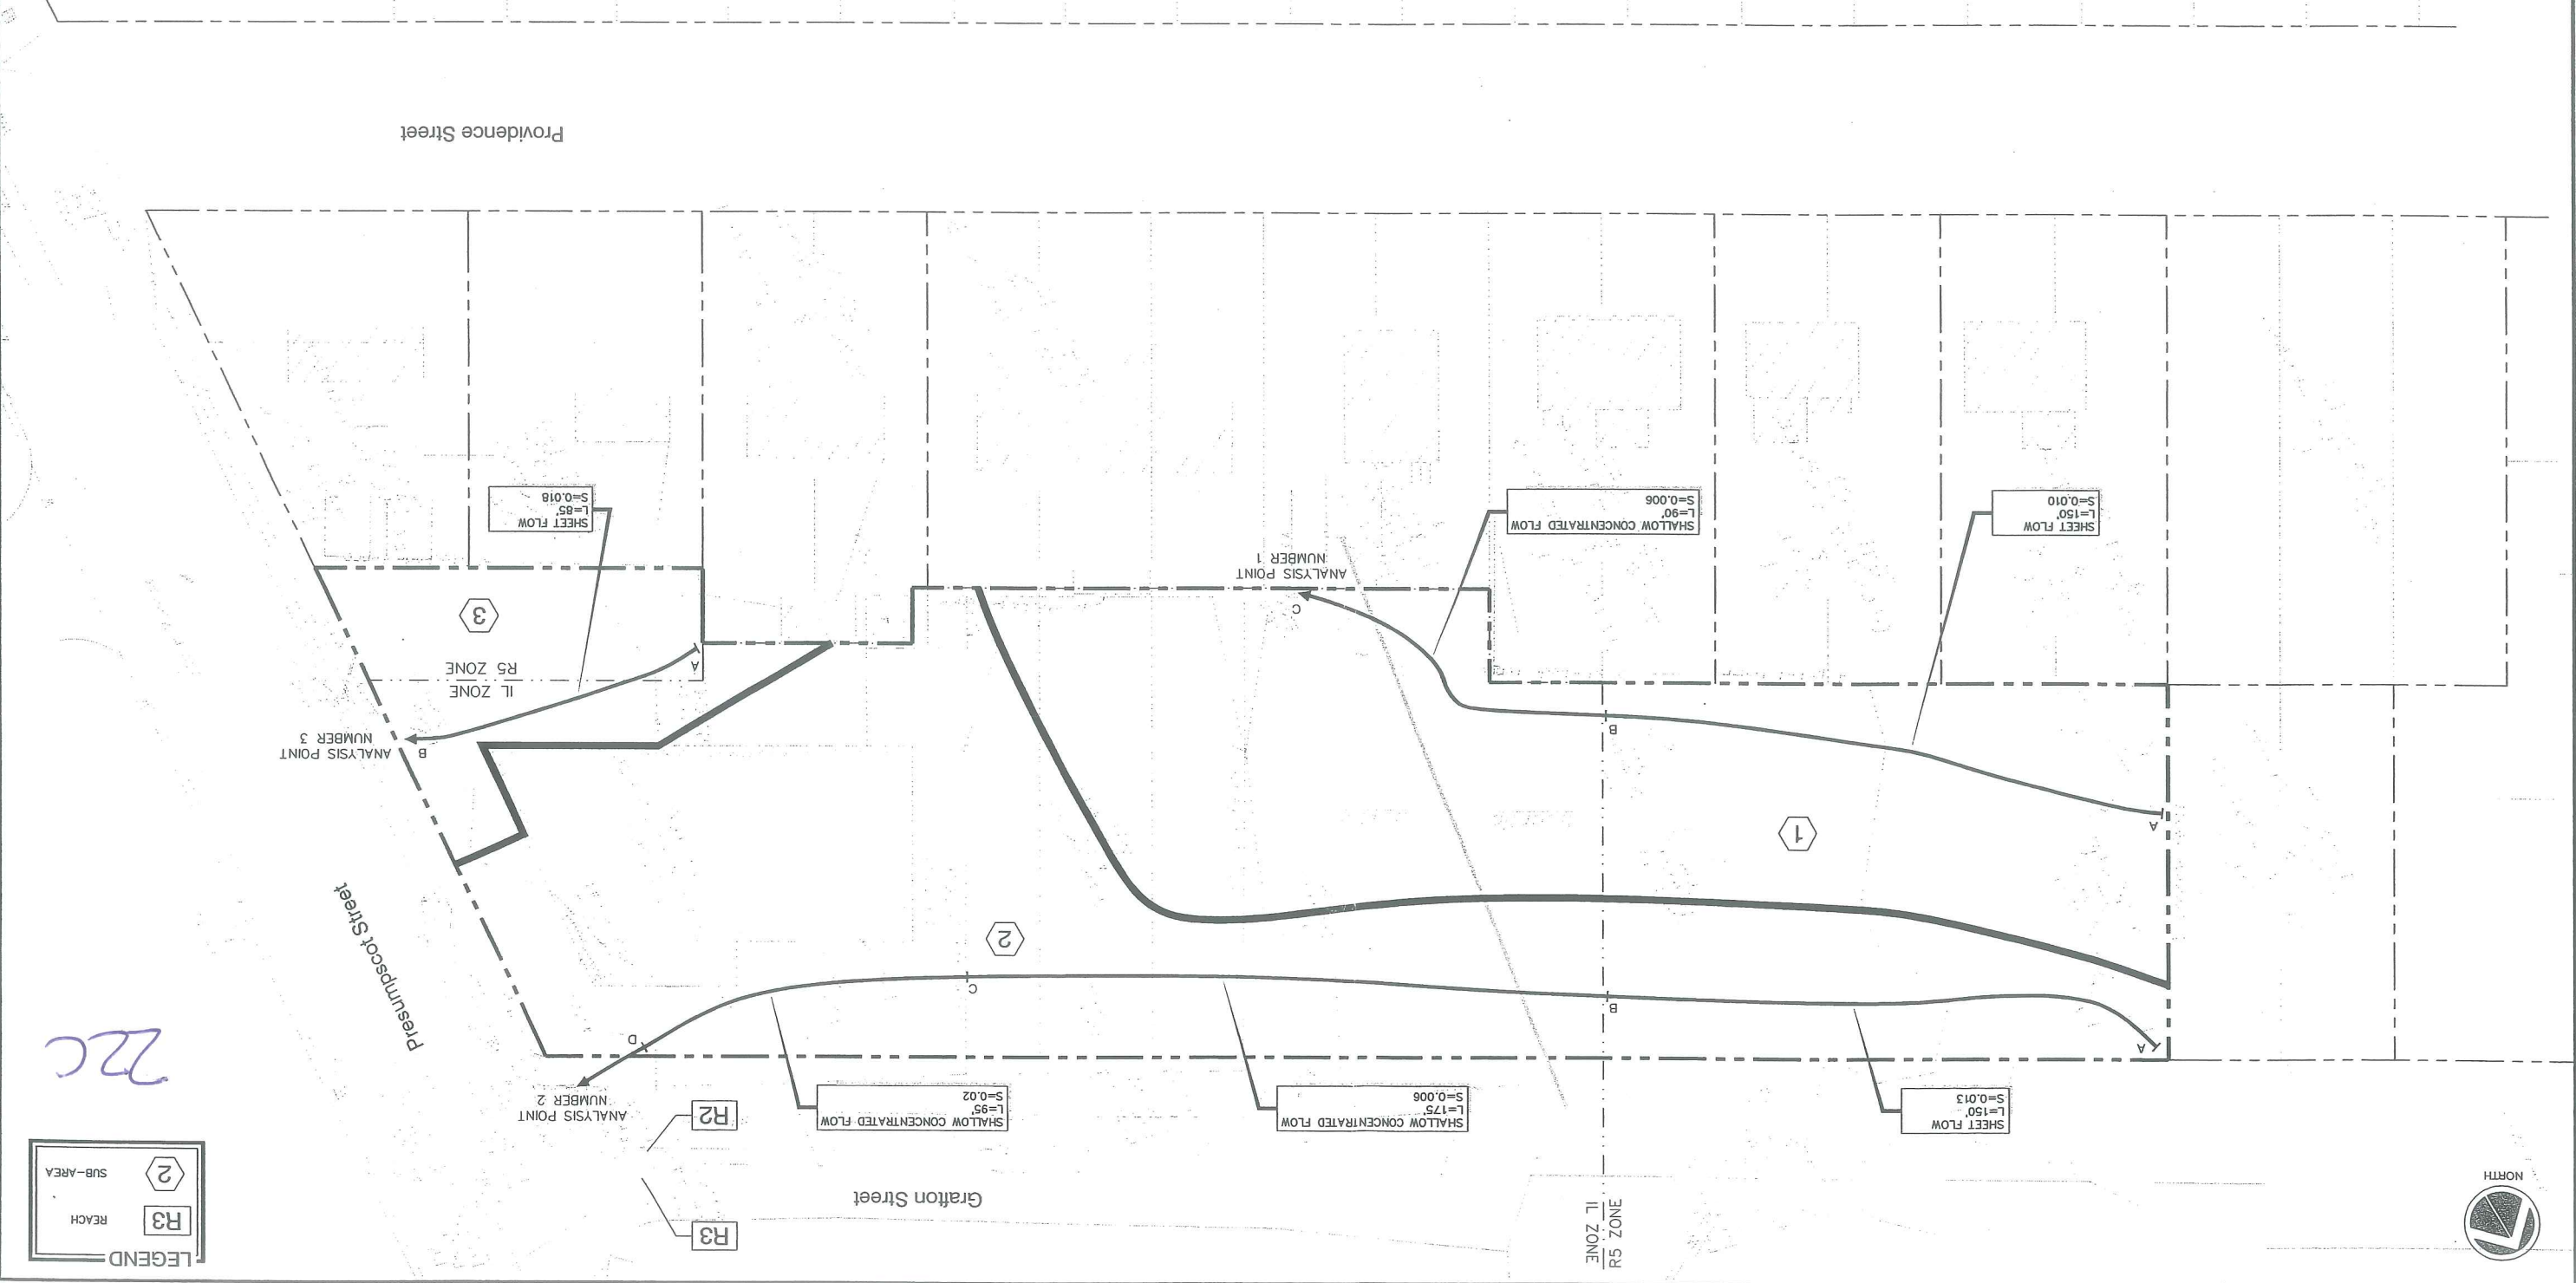 LEGEND
R3 REACH
2 SUB-AREA
NORTH
R3
Grafton Street
R5 ZONE
IL ZONE
R2
ANALYSIS POINT
NUMBER 2
SHEET FLOW
L=150'
S=0.013
SHALLOW CONCENTRATED FLOW
L=175'
S=0.006
SHALLOW CONCENTRATED FLOW
L=95'
S=0.02
22C
A
D
B
C
Presumpscot Street
2
A
1
B
B
ANALYSIS POINT
NUMBER 3
IL ZONE
R5 ZONE
A
3
C
ANALYSIS POINT
NUMBER 1
SHEET FLOW
L=150'
S=0.010
SHALLOW CONCENTRATED FLOW
L=90'
S=0.006
SHEET FLOW
L=85'
S=0.018
Providence Street